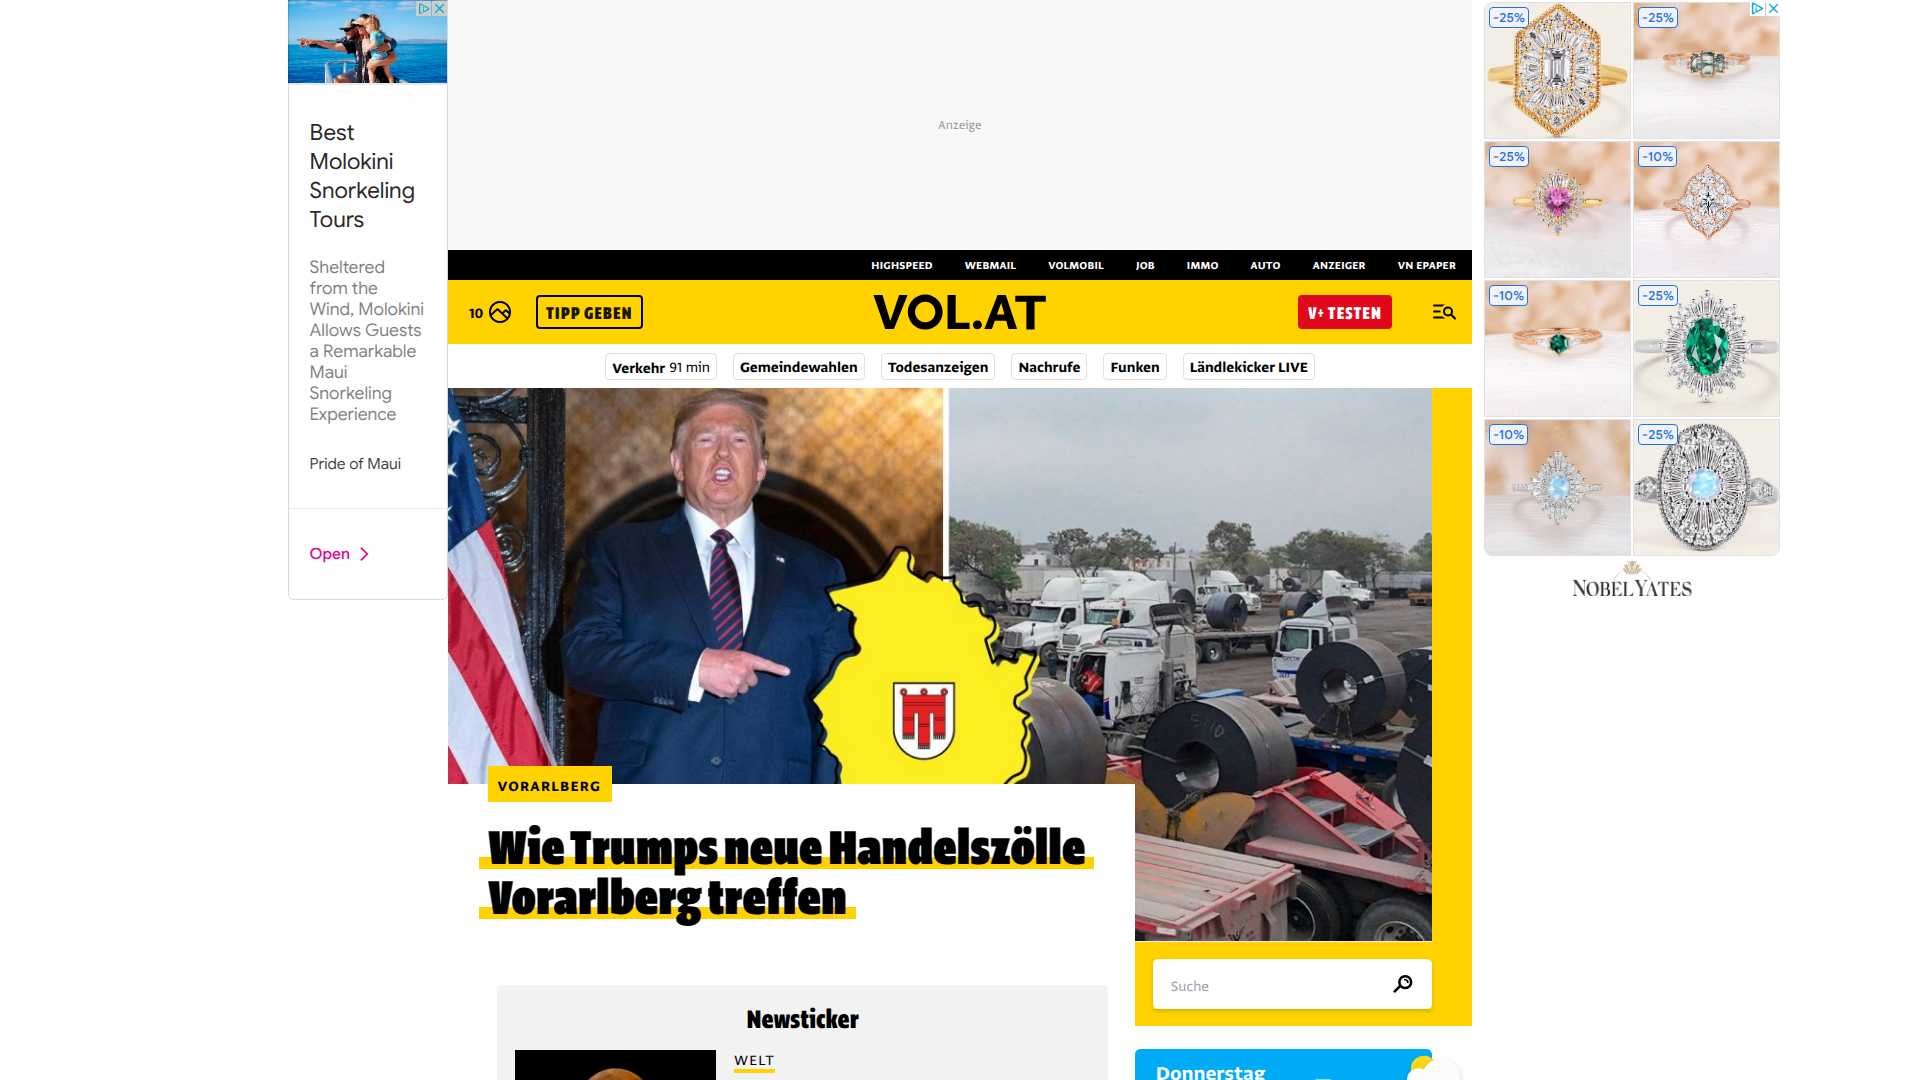 Best
Molokini
Snorkeling
Tours
Sheltered
from the
Wind, Molokini
Allows Guests
a Remarkable
Maui
Snorkeling
Experience
Pride of Maui
Open
Anzeige
HIGHSPEED WEBMAIL VOLMOBIL JOB IMMO AUTO ANZEIGER VN EPAPER
10 TIPP GEBEN VOL.AT V+ TESTEN
Verkehr 91 min Gemeindewahlen Todesanzeigen Nachrufe Funken Ländlekicker LIVE
VORARLBERG
Wie Trumps neue Handelszölle
Vorarlberg treffen
Suche
Newsticker
WELT
Donnerstag
-25% -25%
-25% -10%
-10% -25%
-10% -25%
NOBEL YATES